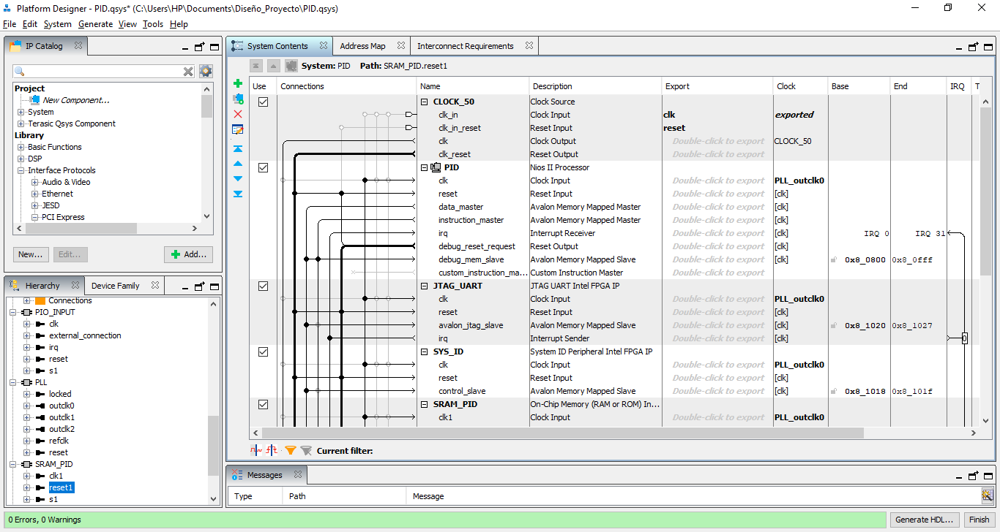 Platform Designer - PID.qsys* (C:\Users\HP\Documents\Diseño_Proyecto\PID.qsys)
File Edit System Generate View Tools Help
IP Catalog
Project
New Component...
System
Terasic Qsys Component
Library
Basic Functions
DSP
Interface Protocols
Audio & Video
Ethernet
JESD
PCI Express
New... Edit... Add...
Hierarchy Device Family
Connections
PIO_INPUT
clk
external_connection
irq
reset
s1
PLL
locked
outclk0
outclk1
outclk2
refclk
reset
SRAM_PID
clk1
reset1
s1
System Contents Address Map Interconnect Requirements
System: PID Path: SRAM_PID.reset1
Use Connections Name Description Export Clock Base End IRQ T
CLOCK_50 Clock Source
clk_in Clock Input clk exported
clk_in_reset Reset Input reset
clk Clock Output Double-click to export CLOCK_50
clk_reset Reset Output Double-click to export
PID Nios II Processor
clk Clock Input Double-click to export PLL_outclk0
reset Reset Input Double-click to export [clk]
data_master Avalon Memory Mapped Master Double-click to export [clk]
instruction_master Avalon Memory Mapped Master Double-click to export [clk]
irq Interrupt Receiver Double-click to export [clk] IRQ 0 IRQ 31
debug_reset_request Reset Output Double-click to export [clk]
debug_mem_slave Avalon Memory Mapped Slave Double-click to export [clk] 0x8_0800 0x8_0fff
custom_instruction_ma... Custom Instruction Master Double-click to export
JTAG_UART JTAG UART Intel FPGA IP
clk Clock Input Double-click to export PLL_outclk0
reset Reset Input Double-click to export [clk]
avalon_jtag_slave Avalon Memory Mapped Slave Double-click to export [clk] 0x8_1020 0x8_1027
irq Interrupt Sender Double-click to export [clk] 0
SYS_ID System ID Peripheral Intel FPGA IP
clk Clock Input Double-click to export PLL_outclk0
reset Reset Input Double-click to export [clk]
control_slave Avalon Memory Mapped Slave Double-click to export [clk] 0x8_1018 0x8_101f
SRAM_PID On-Chip Memory (RAM or ROM) In...
clk1 Clock Input Double-click to export PLL_outclk0
Current filter:
Messages
Type Path Message
0 Errors, 0 Warnings
Generate HDL... Finish